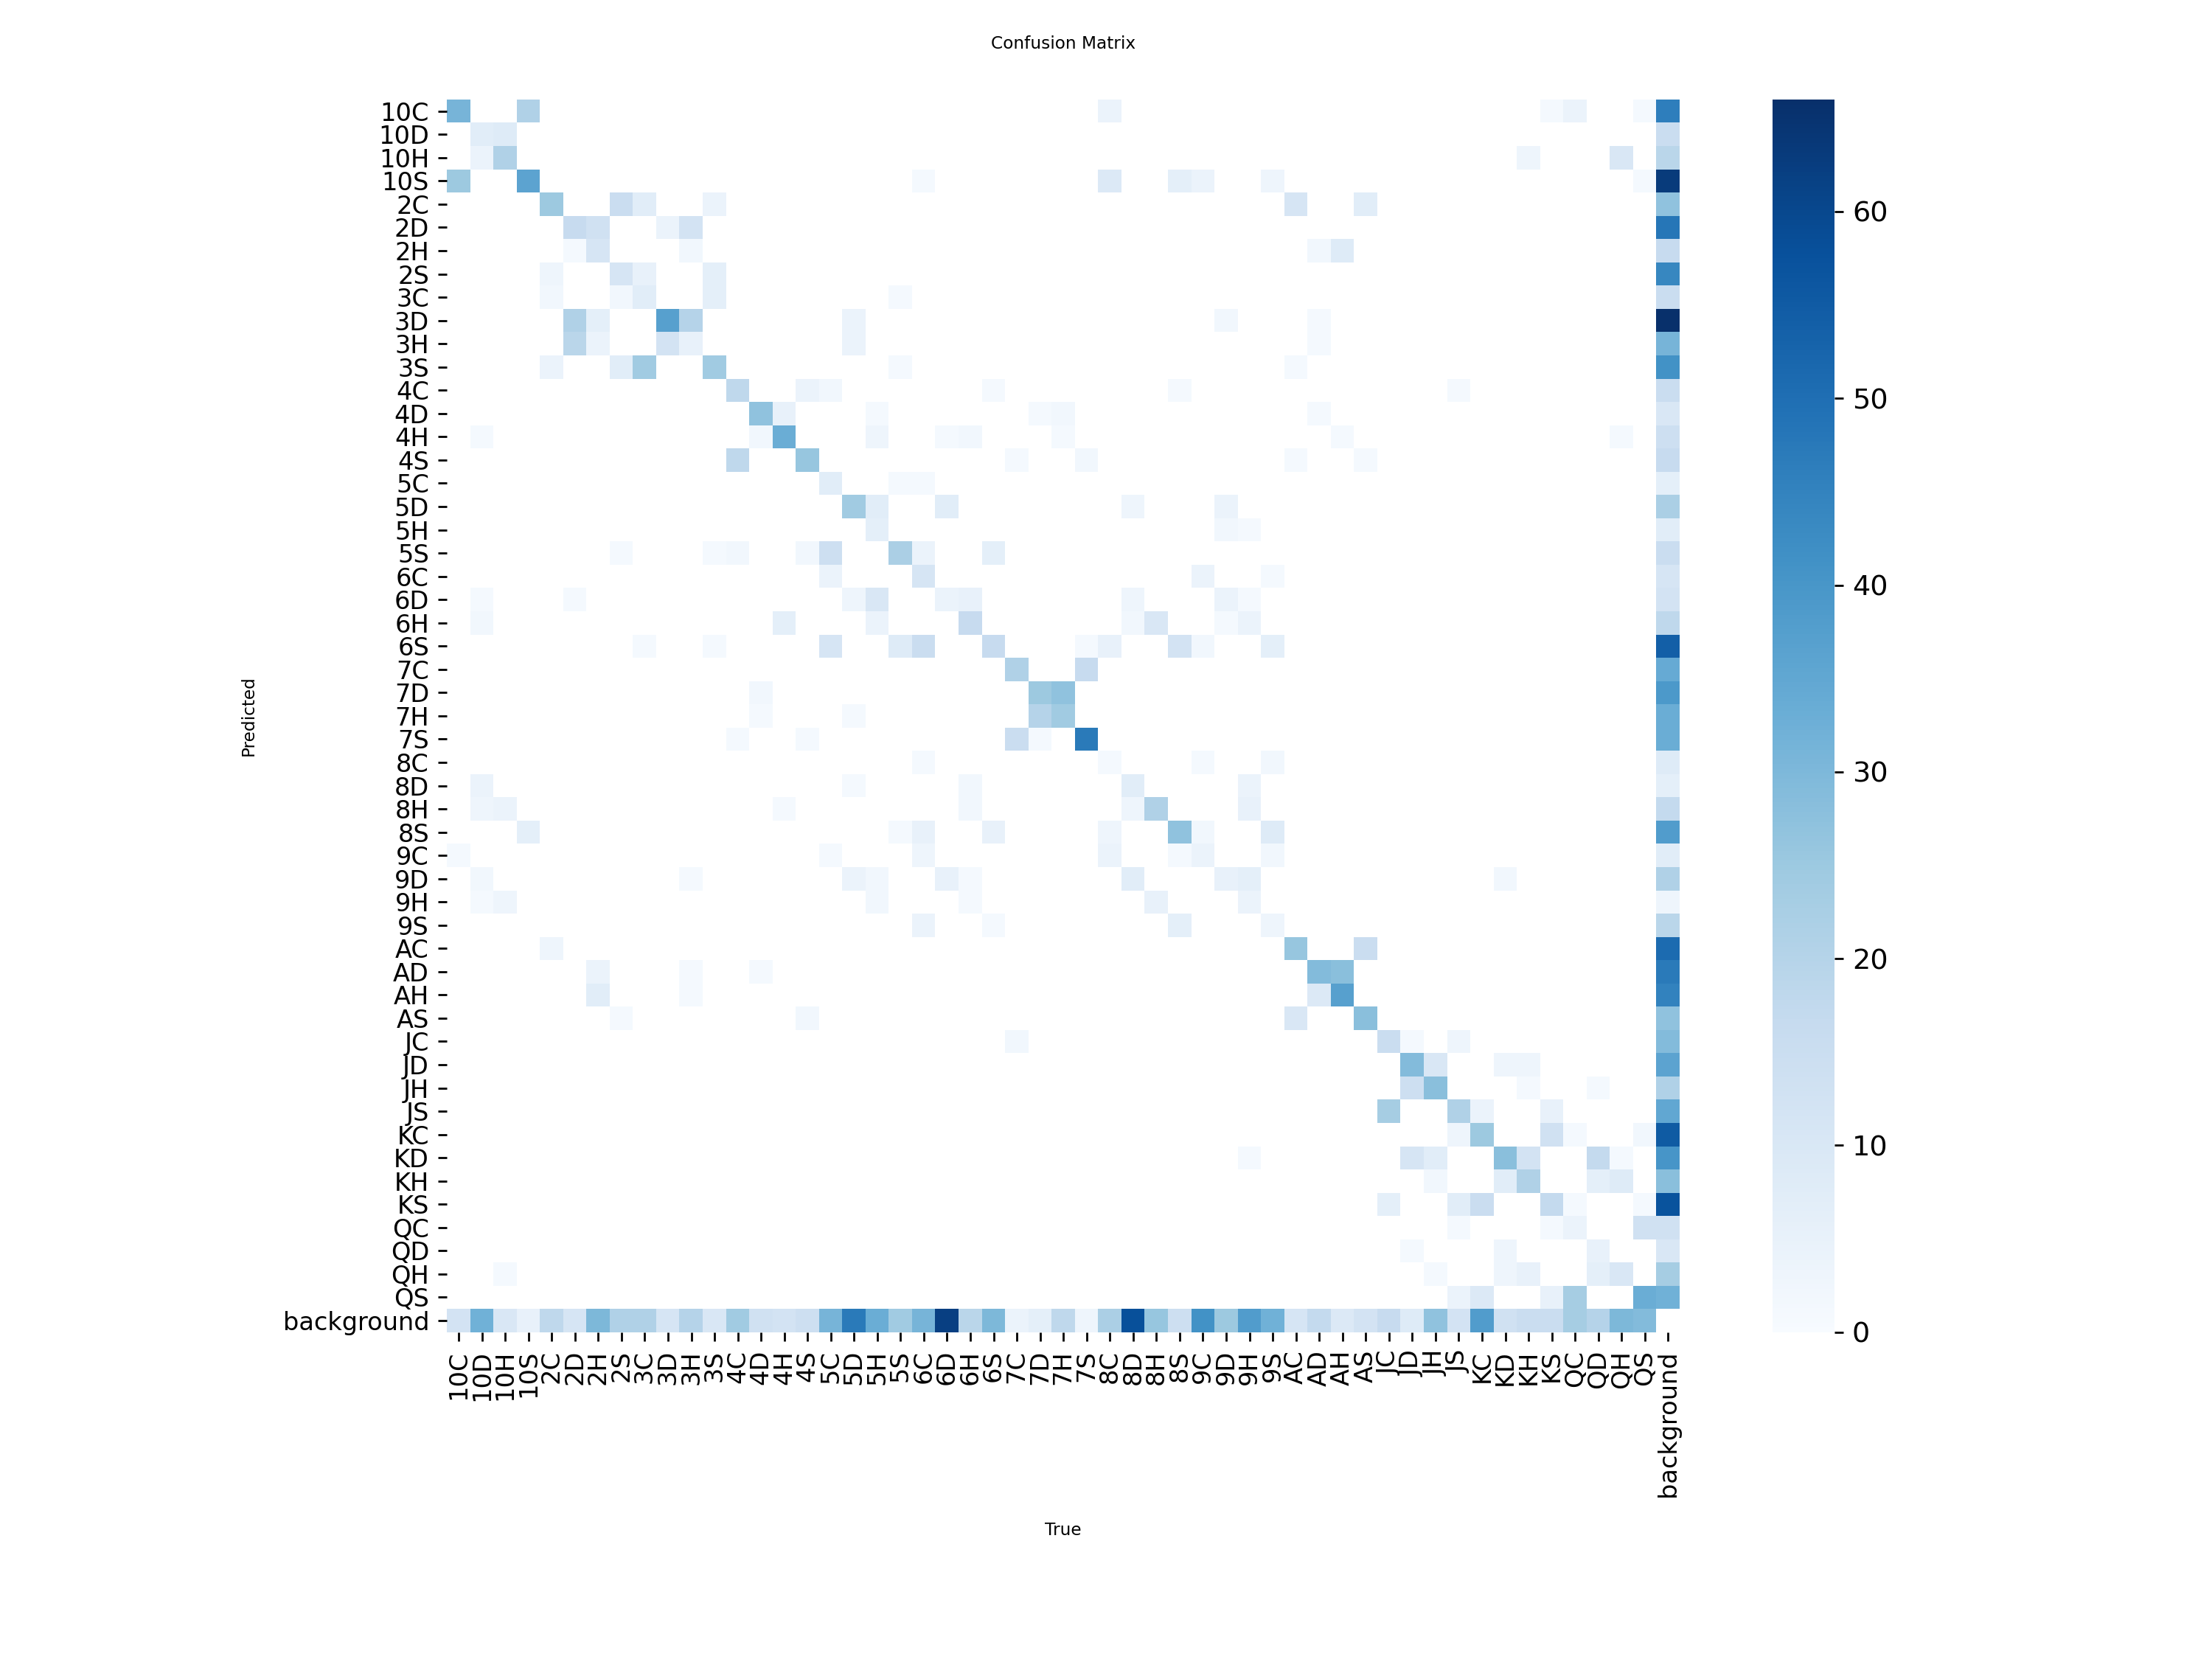 Confusion Matrix
10C
10D
10H
10S
2C
2D
2H
2S
3C
3D
3H
3S
4C
4D
4H
4S
5C
5D
5H
5S
6C
6D
6H
6S
7C
7D
7H
7S
8C
8D
8H
8S
9C
9D
9H
9S
AC
AD
AH
AS
JC
JD
JH
JS
KC
KD
KH
KS
QC
QD
QH
QS
background
Predicted
10C 10D 10H 10S 2C 2D 2H 2S 3C 3D 3H 3S 4C 4D 4H 4S 5C 5D 5H 5S 6C 6D 6H 6S 7C 7D 7H 7S 8C 8D 8H 8S 9C 9D 9H 9S AC AD AH AS JC JD JH JS KC KD KH KS QC QD QH QS background
True
60
50
40
30
20
10
0